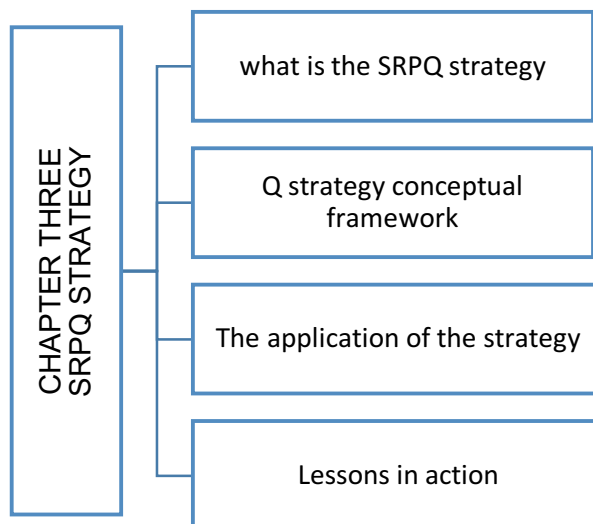 CHAPTER THREE
SRPQ STRATEGY
what is the SRPQ strategy
Q strategy conceptual
framework
The application of the strategy
Lessons in action